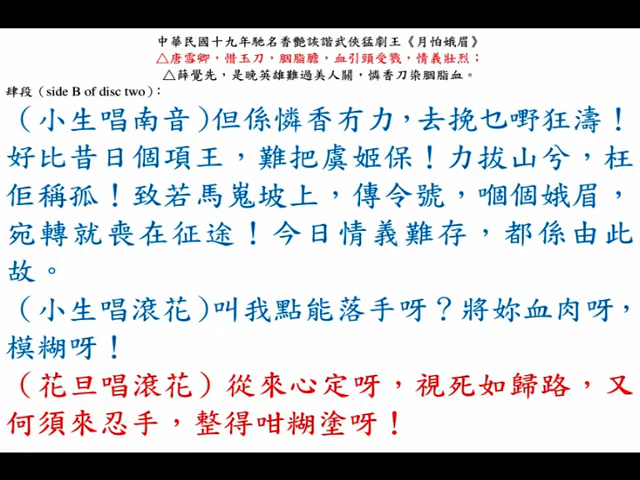 中華民國十九年馳名香艷詼諧武俠猛劇王《月怕娥眉》
△唐雪卿,惜玉刀,胭脂膽,血引頸受戮,情義壯烈;
△薛覺先,是晚英雄難過美人關,憐香刀染胭脂血。
肆段(side B of disc two):
(小生唱南音)但係憐香冇力,去挽乜嘢狂濤!
好比昔日個項王,難把虞姬保!力拔山兮,枉
佢稱孤!致若馬嵬坡上,傳令號,嗰個娥眉,
宛轉就喪在征途!今日情義難存,都係由此
故。
(小生唱滾花)叫我點能落手呀?將妳血肉呀,
模糊呀!
(花旦唱滾花)從來心定呀,視死如歸路,又
何須來忍手,整得咁糊塗呀!